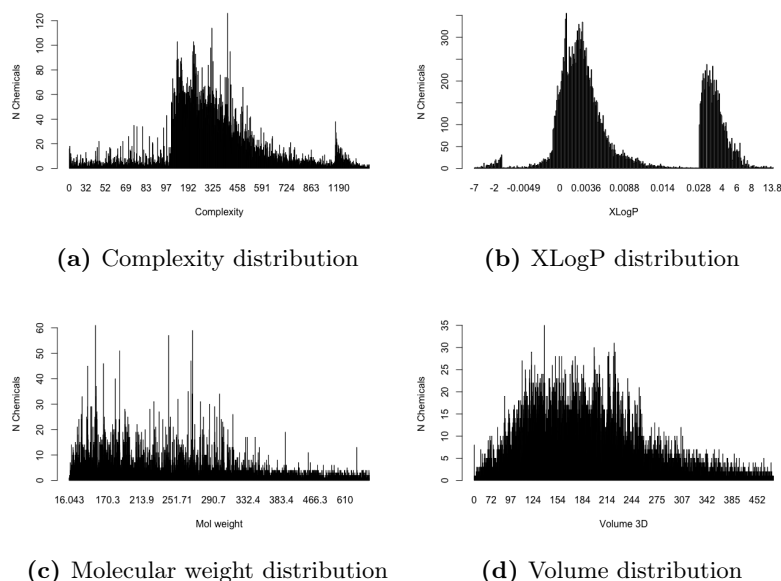 N Chemicals
120
100
80
60
40
20
0
0 32 52 69 83 97 192 325 458 591 724 863 1190
Complexity
N Chemicals
300
200
100
50
0
-7 -2 -0.0049 0 0.0036 0.0088 0.014 0.028 4 6 8 13.8
XLogP
(a) Complexity distribution
(b) XLogP distribution
N Chemicals
60
50
40
30
20
10
0
16.043 170.3 213.9 251.71 290.7 332.4 383.4 466.3 610
Mol weight
N Chemicals
35
30
25
20
15
10
5
0
0 72 97 124 154 184 214 244 275 307 342 385 452
Volume 3D
(c) Molecular weight distribution
(d) Volume distribution